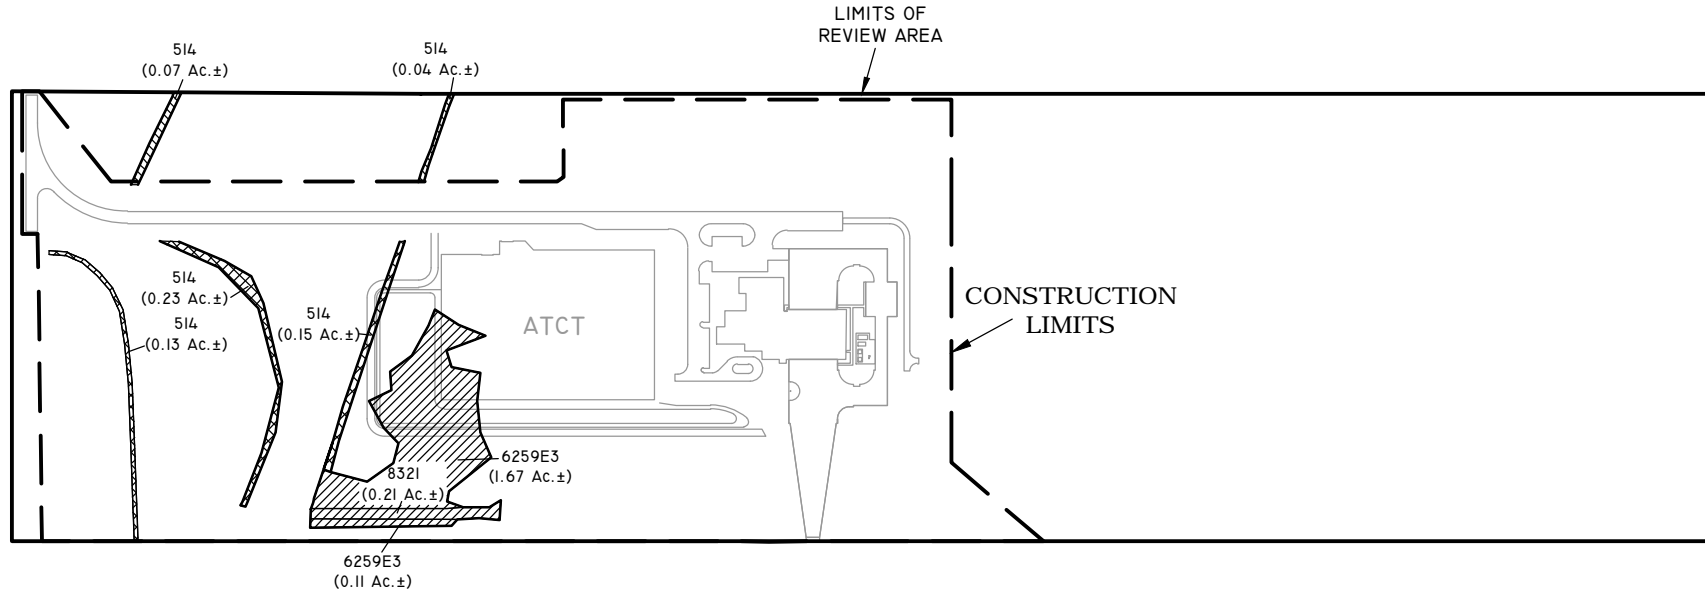 LIMITS OF
REVIEW AREA
514
(0.07 Ac.±)
514
(0.04 Ac.±)
514
(0.23 Ac.±)
514
(0.13 Ac.±)
514
(0.15 Ac.±)
ATCT
CONSTRUCTION
LIMITS
8321
(0.21 Ac.±)
6259E3
(1.67 Ac.±)
6259E3
(0.11 Ac.±)